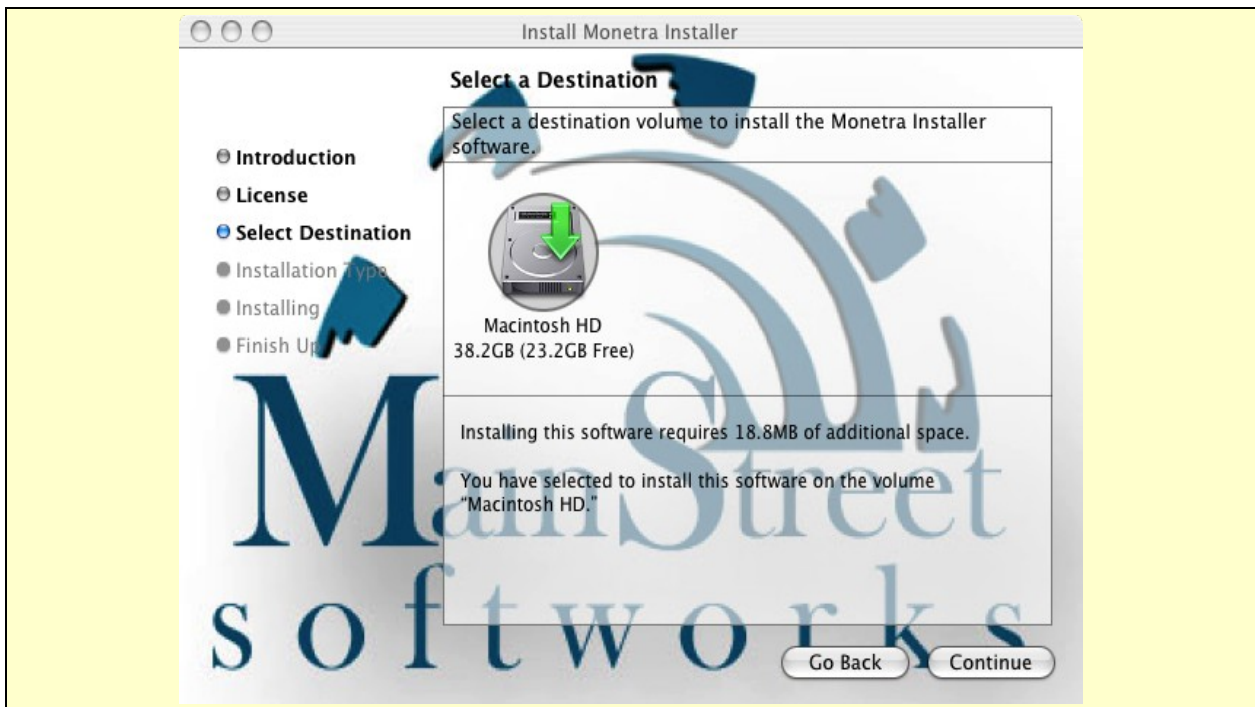 Install Monetra Installer
Select a Destination
Introduction
License
Select Destination
Installation Type
Installing
Finish Up
Select a destination volume to install the Monetra Installer
software.
Macintosh HD
38.2GB (23.2GB Free)
Installing this software requires 18.8MB of additional space.
You have selected to install this software on the volume
“Macintosh HD.”
MainStreet
softworks
Go Back
Continue